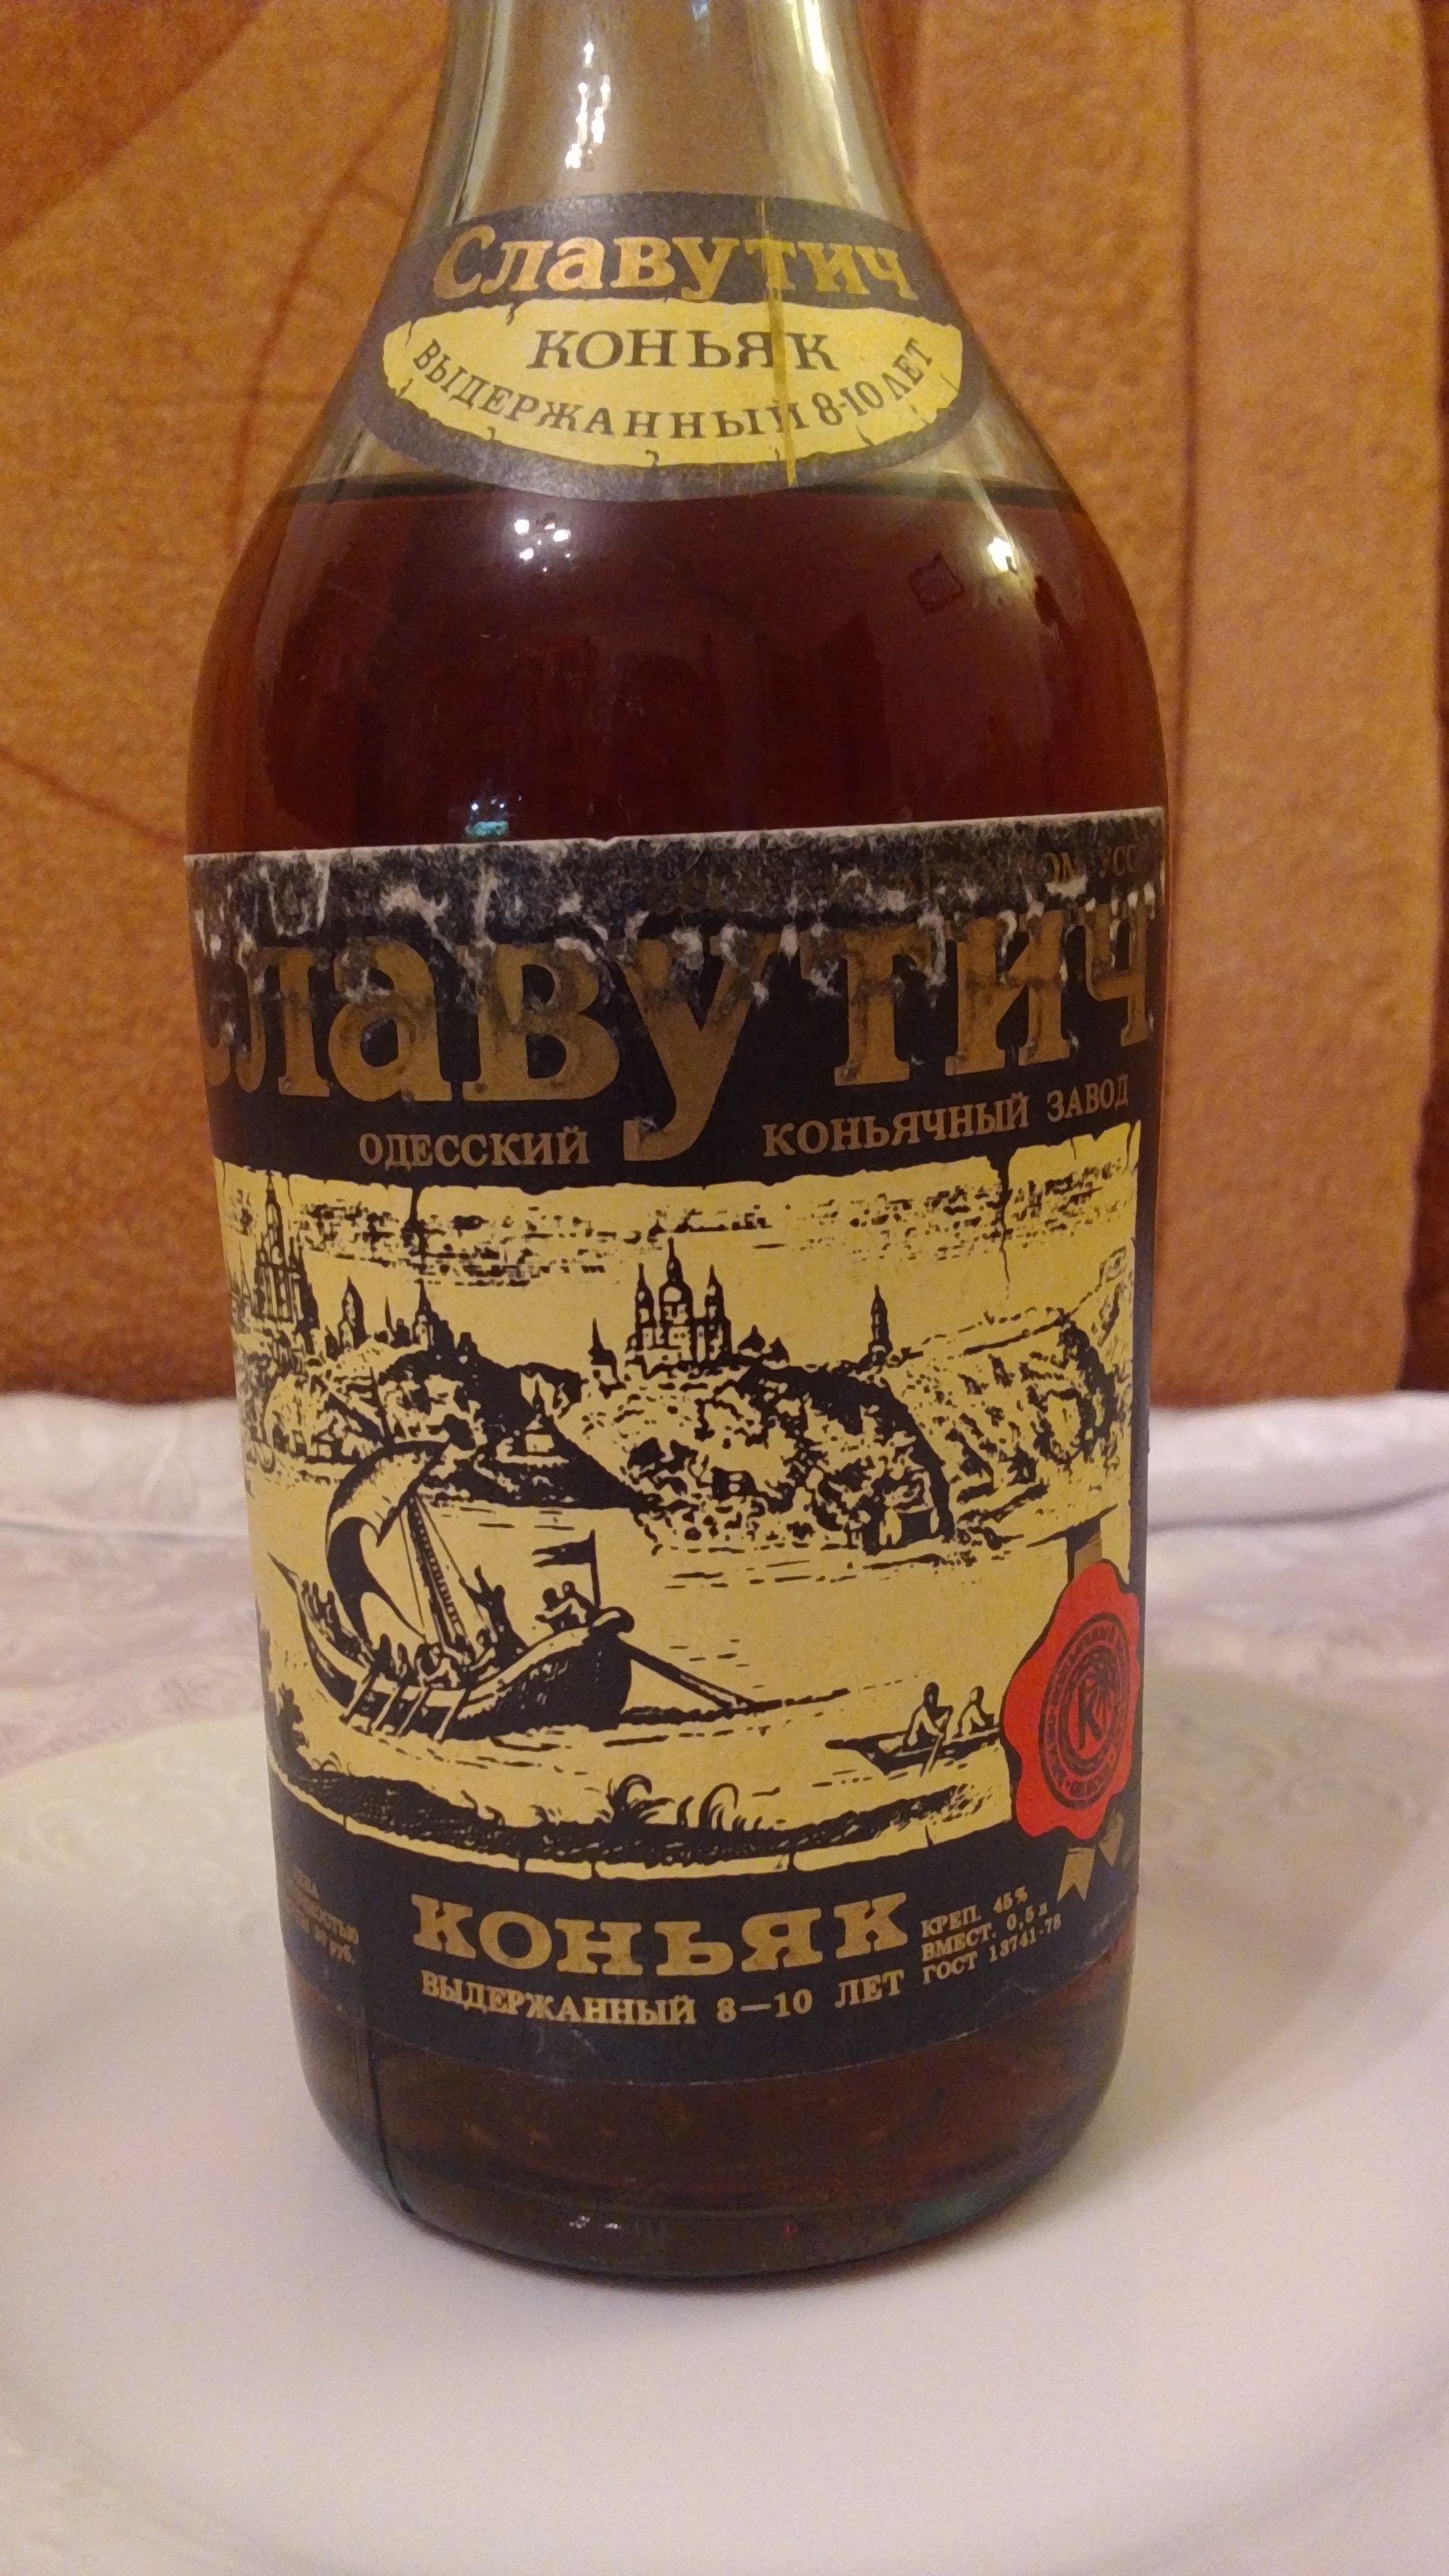 Славутич
КОНЬЯК
ВЫДЕРЖАННЫЙ 8-10 ЛЕТ
Славутич
ОДЕССКИЙ КОНЬЯЧНЫЙ ЗАВОД
К
КОНЬЯК
ВЫДЕРЖАННЫЙ 8—10 ЛЕТ
КРЕП. 45%
ВМЕСТ. 0,5 л
ГОСТ 13741-78
руб.